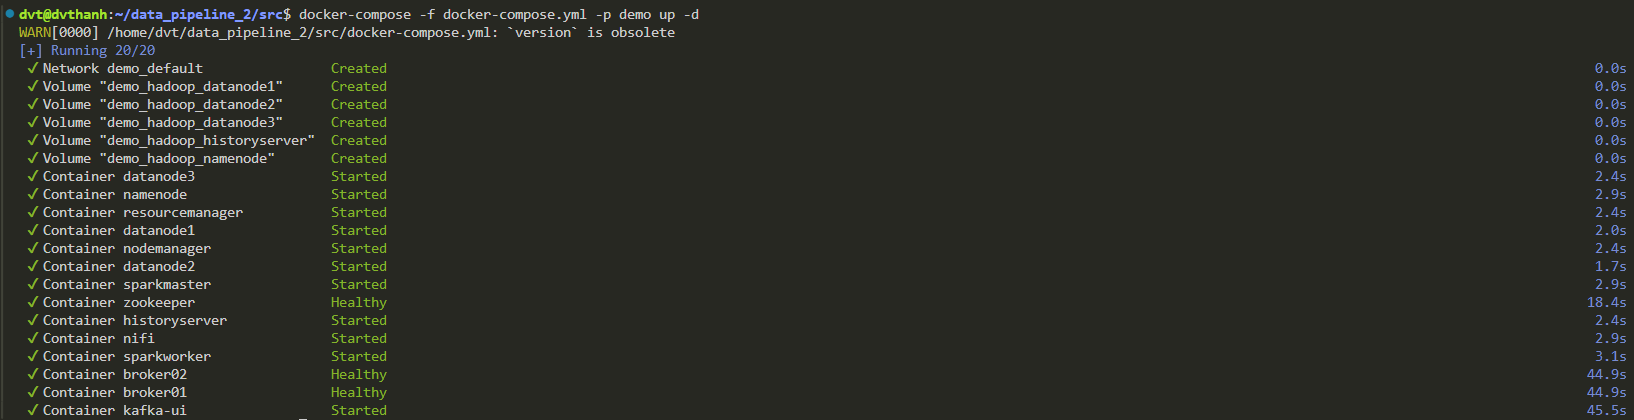 dvt@dvthanh:~/data_pipeline_2/src$ docker-compose -f docker-compose.yml -p demo up -d
WARN[0000] /home/dvt/data_pipeline_2/src/docker-compose.yml: `version` is obsolete
[+] Running 20/20
✔ Network demo_default Created 0.0s
✔ Volume "demo_hadoop_datanode1" Created 0.0s
✔ Volume "demo_hadoop_datanode2" Created 0.0s
✔ Volume "demo_hadoop_datanode3" Created 0.0s
✔ Volume "demo_hadoop_historyserver" Created 0.0s
✔ Volume "demo_hadoop_namenode" Created 0.0s
✔ Container datanode3 Started 2.4s
✔ Container namenode Started 2.9s
✔ Container resourcemanager Started 2.4s
✔ Container datanode1 Started 2.0s
✔ Container nodemanager Started 2.4s
✔ Container datanode2 Started 1.7s
✔ Container sparkmaster Started 2.9s
✔ Container zookeeper Healthy 18.4s
✔ Container historyserver Started 2.4s
✔ Container nifi Started 2.9s
✔ Container sparkworker Started 3.1s
✔ Container broker02 Healthy 44.9s
✔ Container broker01 Healthy 44.9s
✔ Container kafka-ui Started 45.5s